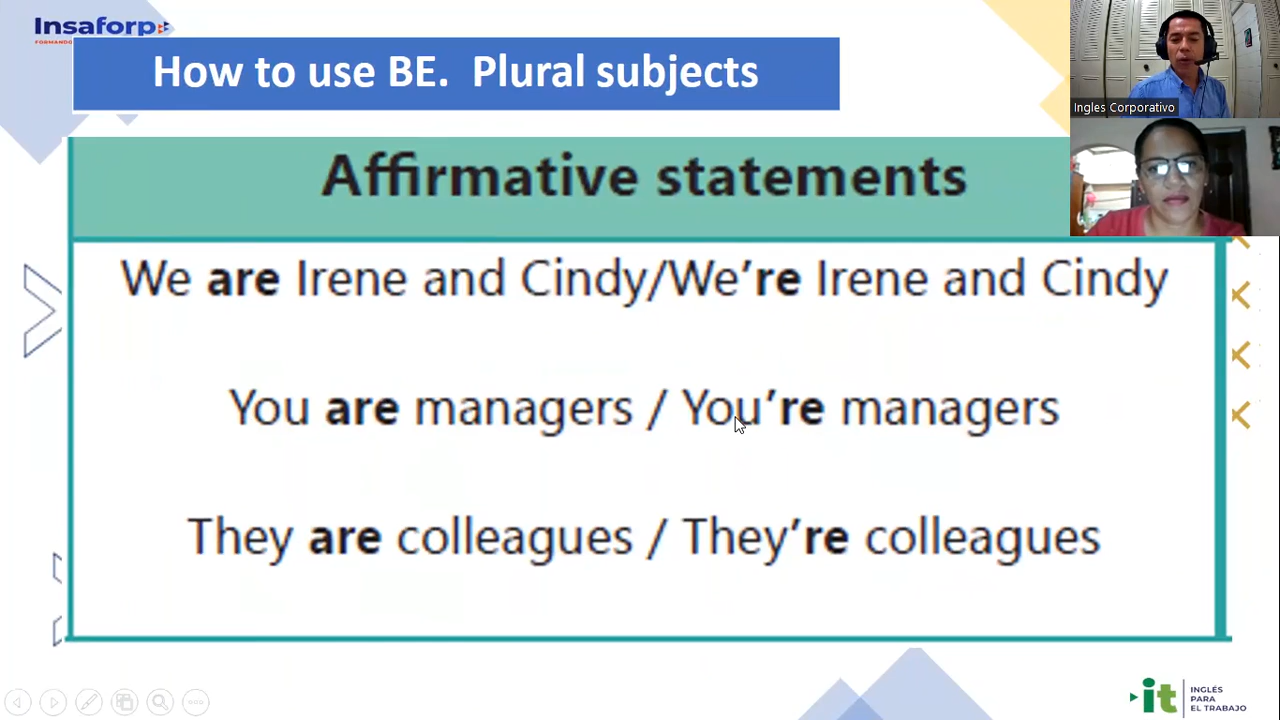 Insaforp
How to use BE. Plural subjects
Ingles Corporativo
Affirmative statements
We are Irene and Cindy/We're Irene and Cindy
You are managers / You're managers
They are colleagues / They're colleagues
it
INGLÉS
PARA
EL TRABAJO